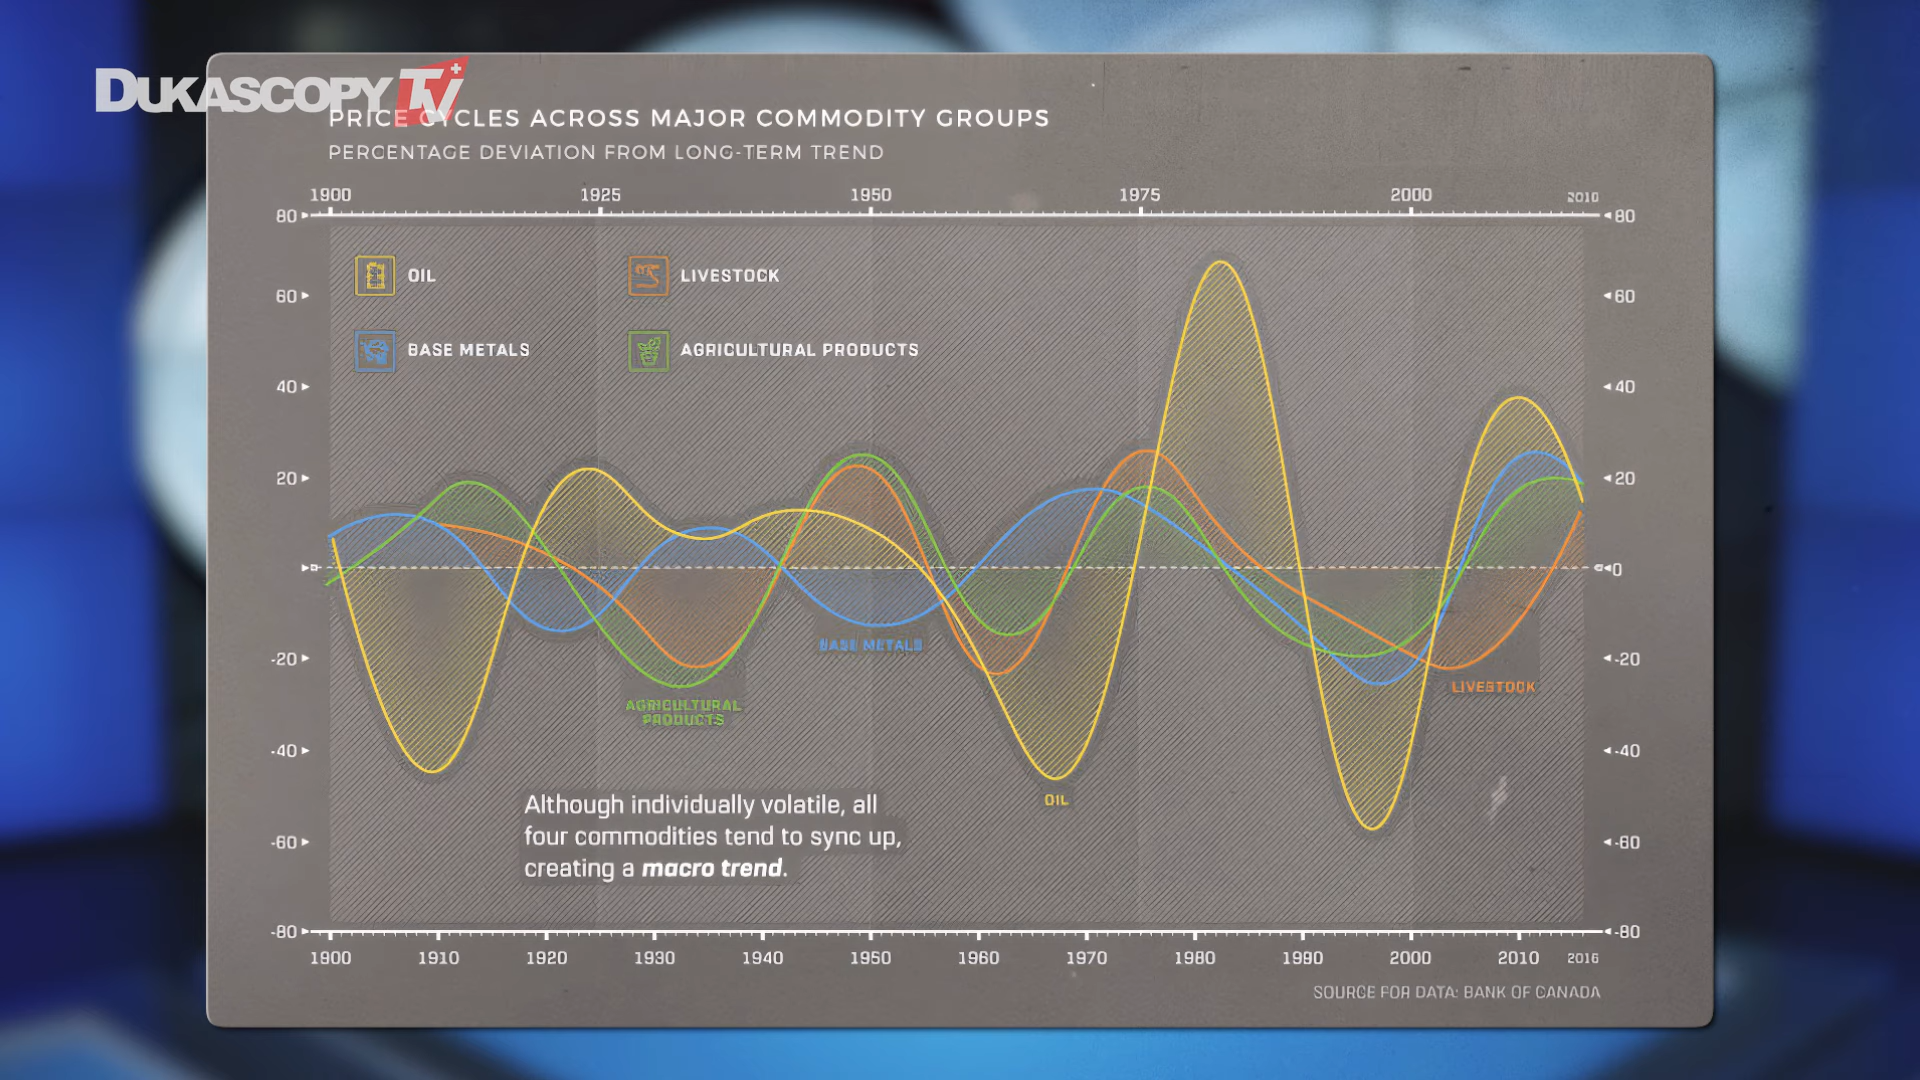 DUKASCOPY TV
PRICE CYCLES ACROSS MAJOR COMMODITY GROUPS
PERCENTAGE DEVIATION FROM LONG-TERM TREND
1900 1925 1950 1975 2000 2010
80 80
OIL LIVESTOCK
60 60
BASE METALS AGRICULTURAL PRODUCTS
40 40
20 20
0
BASE METALS
-20 -20
LIVESTOCK
AGRICULTURAL
PRODUCTS
-40 -40
OIL
Although individually volatile, all
four commodities tend to sync up,
creating a macro trend.
-60 -60
-80 -80
1900 1910 1920 1930 1940 1950 1960 1970 1980 1990 2000 2010 2016
SOURCE FOR DATA: BANK OF CANADA